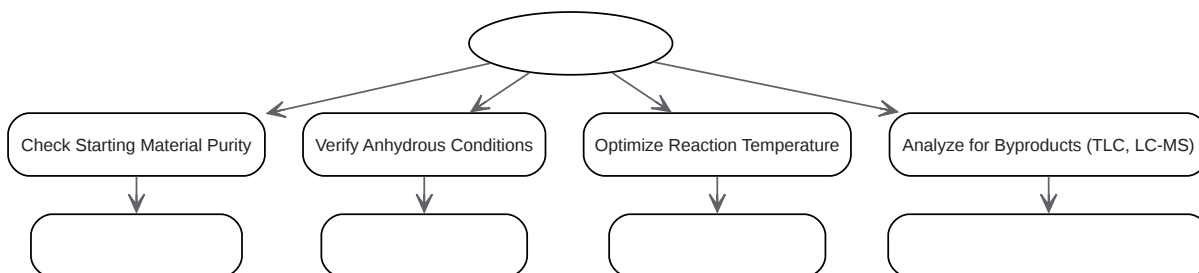 Check Starting Material Purity
Verify Anhydrous Conditions
Optimize Reaction Temperature
Analyze for Byproducts (TLC, LC-MS)